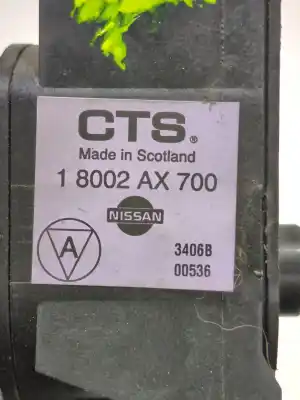 CTS®
Made in Scotland
1 8002 AX 700
NISSAN
A
3406B
00536